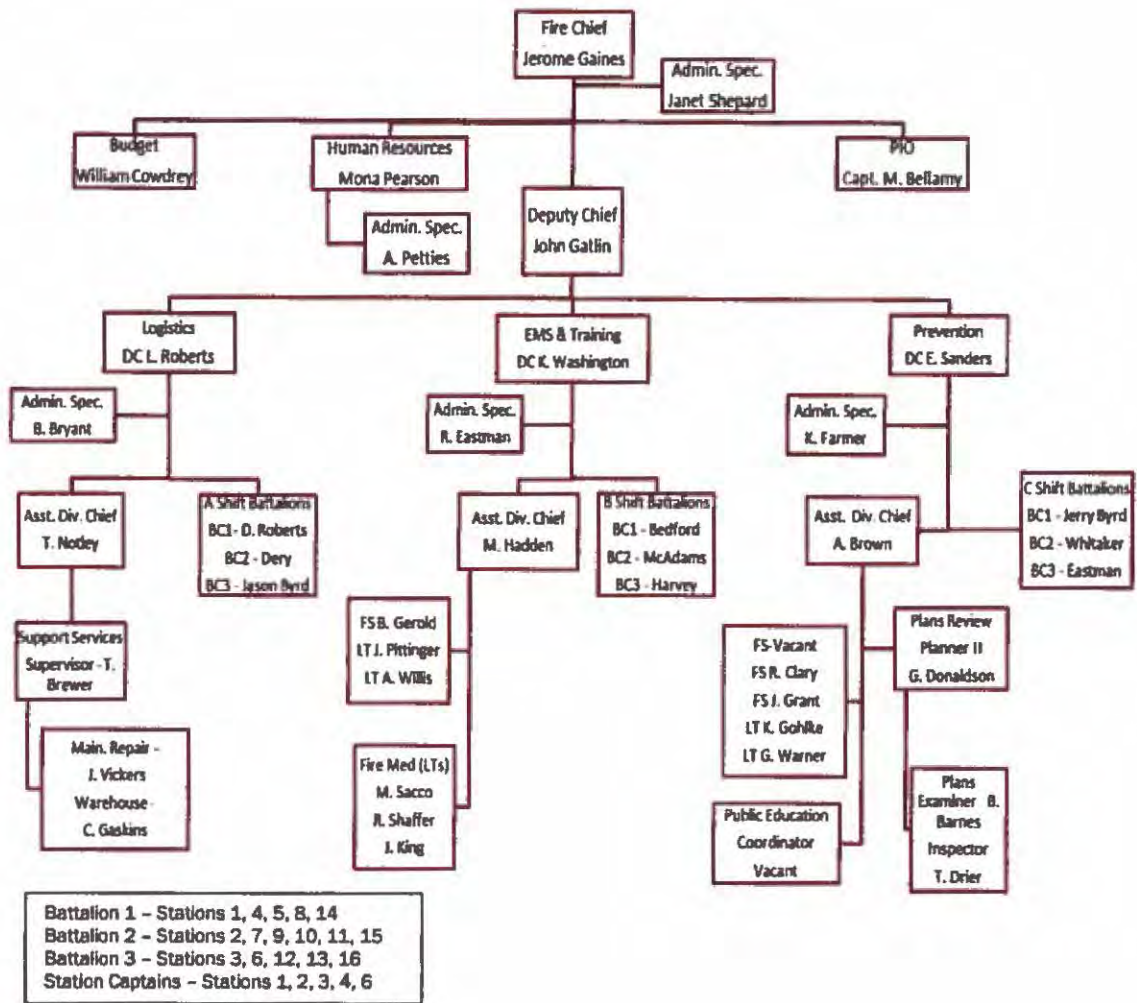 Fire Chief
Jerome Gaines
Admin. Spec.
Janet Shepard
Budget
William Cowdrey
Human Resources
Mona Pearson
PIO
Capt. M. Bellamy
Admin. Spec.
A. Petties
Deputy Chief
John Gatlin
Logistics
DC L. Roberts
EMS & Training
DC K. Washington
Prevention
DC E. Sanders
Admin. Spec.
B. Bryant
Admin. Spec.
R. Eastman
Admin. Spec.
K. Farmer
Asst. Div. Chief
T. Notley
A Shift Battalions
BC1- D. Roberts
BC2 - Dery
BC3 - Jason Byrd
Asst. Div. Chief
M. Hadden
B Shift Battalions
BC1 - Bedford
BC2 - McAdams
BC3 - Harvey
Asst. Div. Chief
A. Brown
C Shift Battalions
BC1 - Jerry Byrd
BC2 - Whitaker
BC3 - Eastman
Support Services
Supervisor - T.
Brewer
FS B. Gerold
LT J. Pittinger
LT A. Willis
FS-Vacant
FS R. Clary
FS J. Grant
LT K. Gohlke
LT G. Warner
Plans Review
Planner II
G. Donaldson
Main. Repair -
J. Vickers
Warehouse -
C. Gaskins
Fire Med (LTs)
M. Sacco
R. Shaffer
J. King
Public Education
Coordinator
Vacant
Plans
Examiner B.
Barnes
Inspector
T. Drier
Battalion 1 – Stations 1, 4, 5, 8, 14
Battalion 2 – Stations 2, 7, 9, 10, 11, 15
Battalion 3 – Stations 3, 6, 12, 13, 16
Station Captains – Stations 1, 2, 3, 4, 6